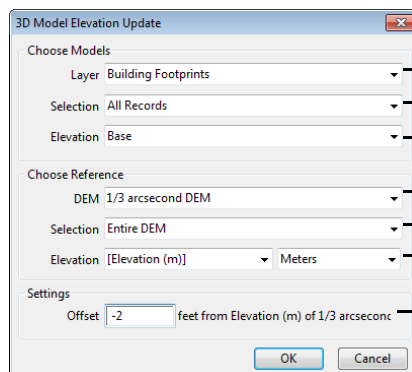 3D Model Elevation Update
Choose Models
Layer Building Footprints
Selection All Records
Elevation Base
Choose Reference
DEM 1/3 arcsecond DEM
Selection Entire DEM
Elevation [Elevation (m)] Meters
Settings
Offset -2 feet from Elevation (m) of 1/3 arcsecond
OK Cancel